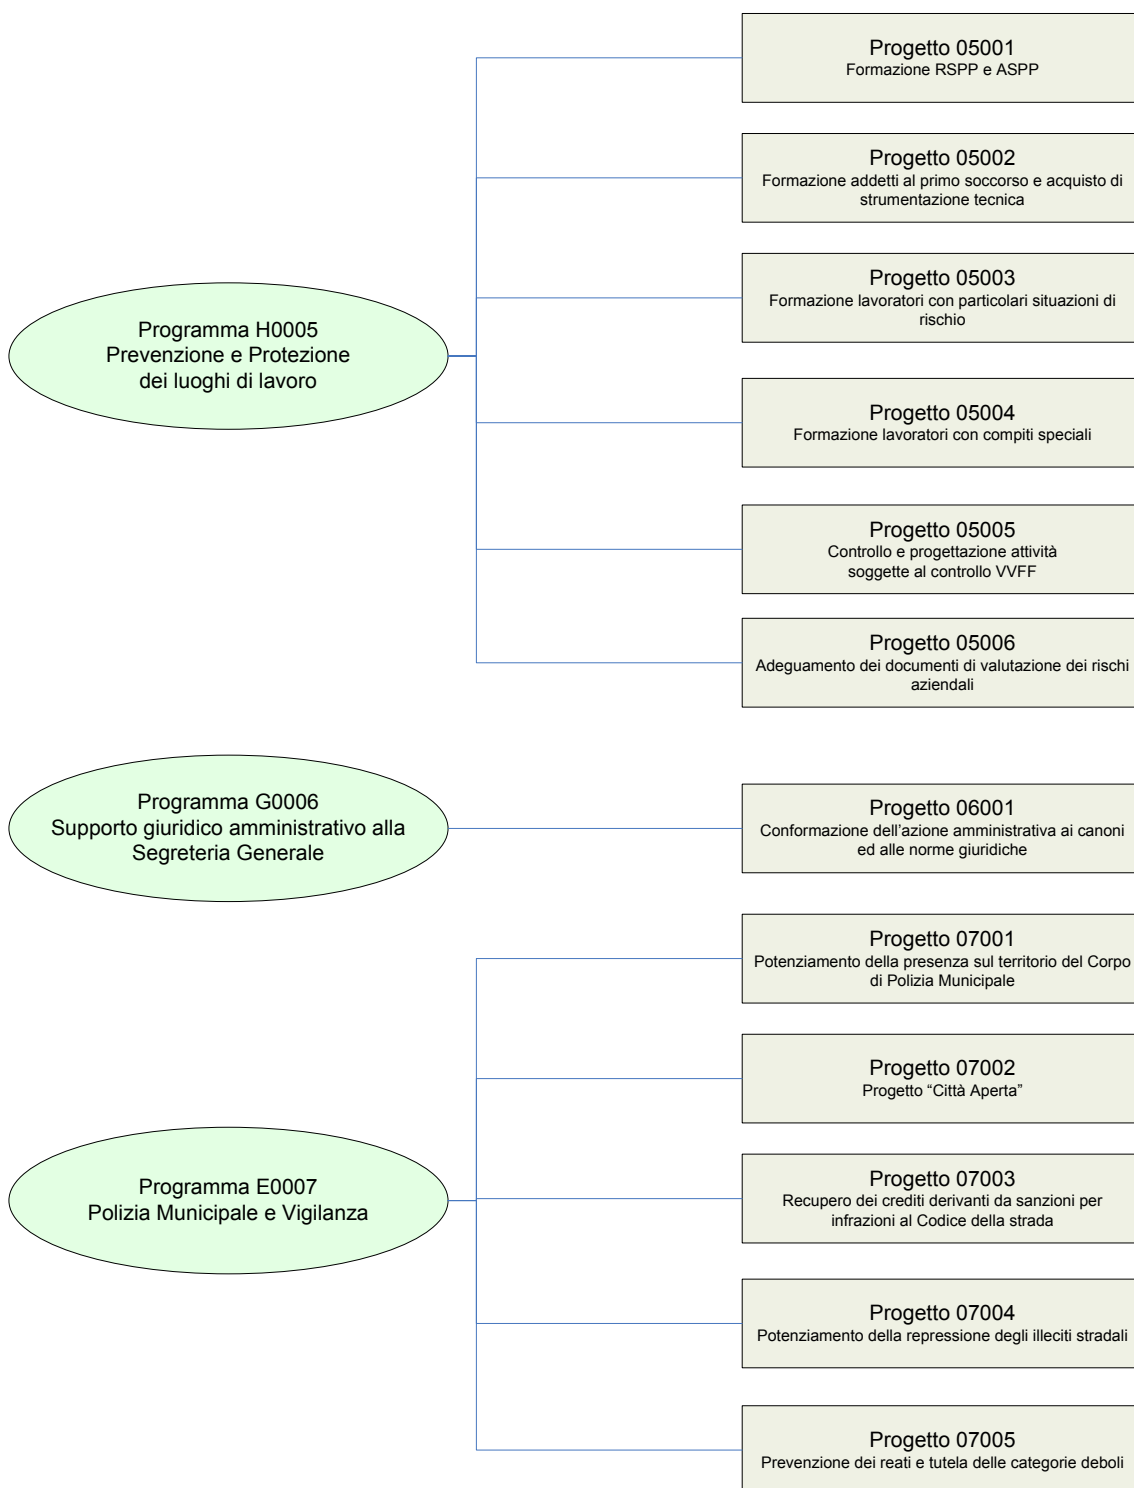 Progetto 05001
Formazione RSPP e ASPP
Progetto 05002
Formazione addetti al primo soccorso e acquisto di
strumentazione tecnica
Progetto 05003
Formazione lavoratori con particolari situazioni di
rischio
Programma H0005
Prevenzione e Protezione
dei luoghi di lavoro
Progetto 05004
Formazione lavoratori con compiti speciali
Progetto 05005
Controllo e progettazione attività
soggette al controllo VVFF
Progetto 05006
Adeguamento dei documenti di valutazione dei rischi
aziendali
Programma G0006
Supporto giuridico amministrativo alla
Segreteria Generale
Progetto 06001
Conformazione dell’azione amministrativa ai canoni
ed alle norme giuridiche
Progetto 07001
Potenziamento della presenza sul territorio del Corpo
di Polizia Municipale
Progetto 07002
Progetto “Città Aperta”
Programma E0007
Polizia Municipale e Vigilanza
Progetto 07003
Recupero dei crediti derivanti da sanzioni per
infrazioni al Codice della strada
Progetto 07004
Potenziamento della repressione degli illeciti stradali
Progetto 07005
Prevenzione dei reati e tutela delle categorie deboli